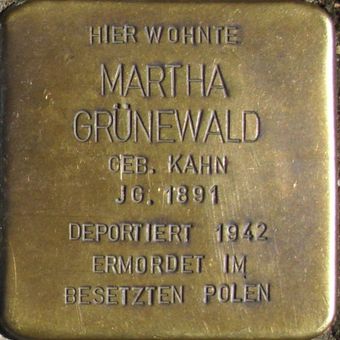 HIER WOHNTE
MARTHA
GRÜNEWALD
GEB. KAHN
JG. 1891
DEPORTIERT 1942
ERMORDET IM
BESETZTEN POLEN